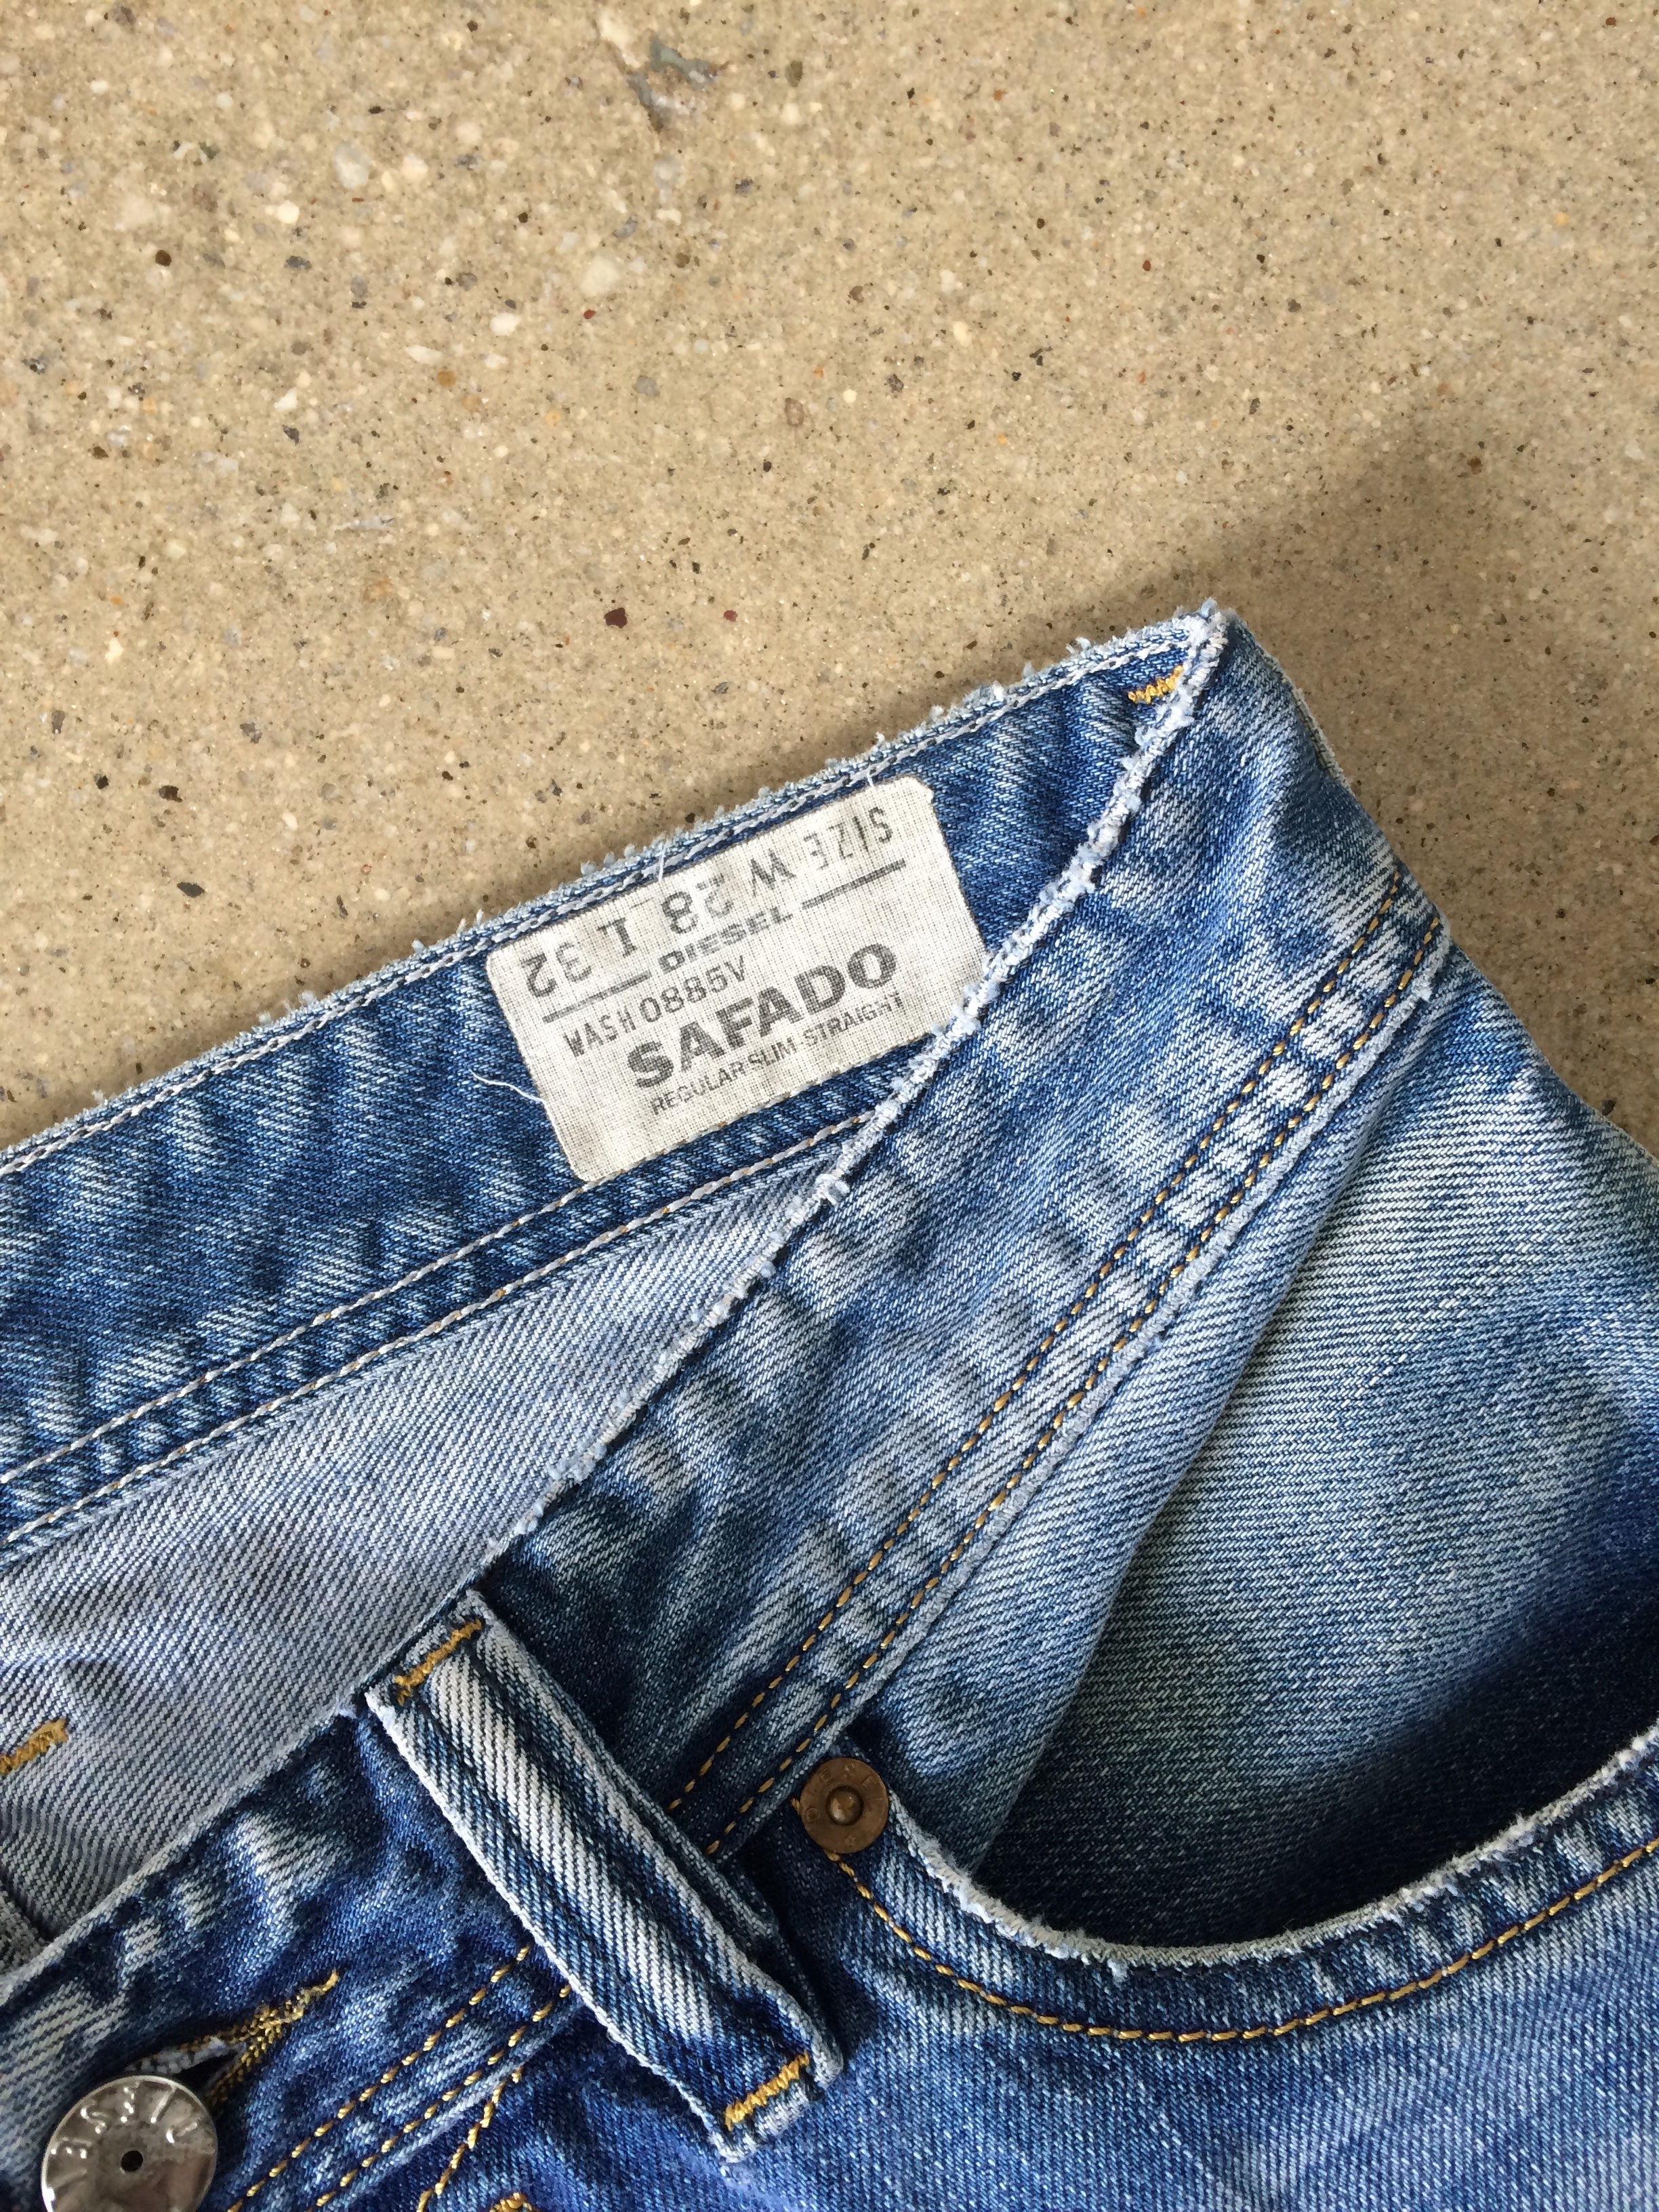 SIZE W 28 L 32
DIESEL
WASH 0885V
SAFADO
REGULAR SLIM-STRAIGHT